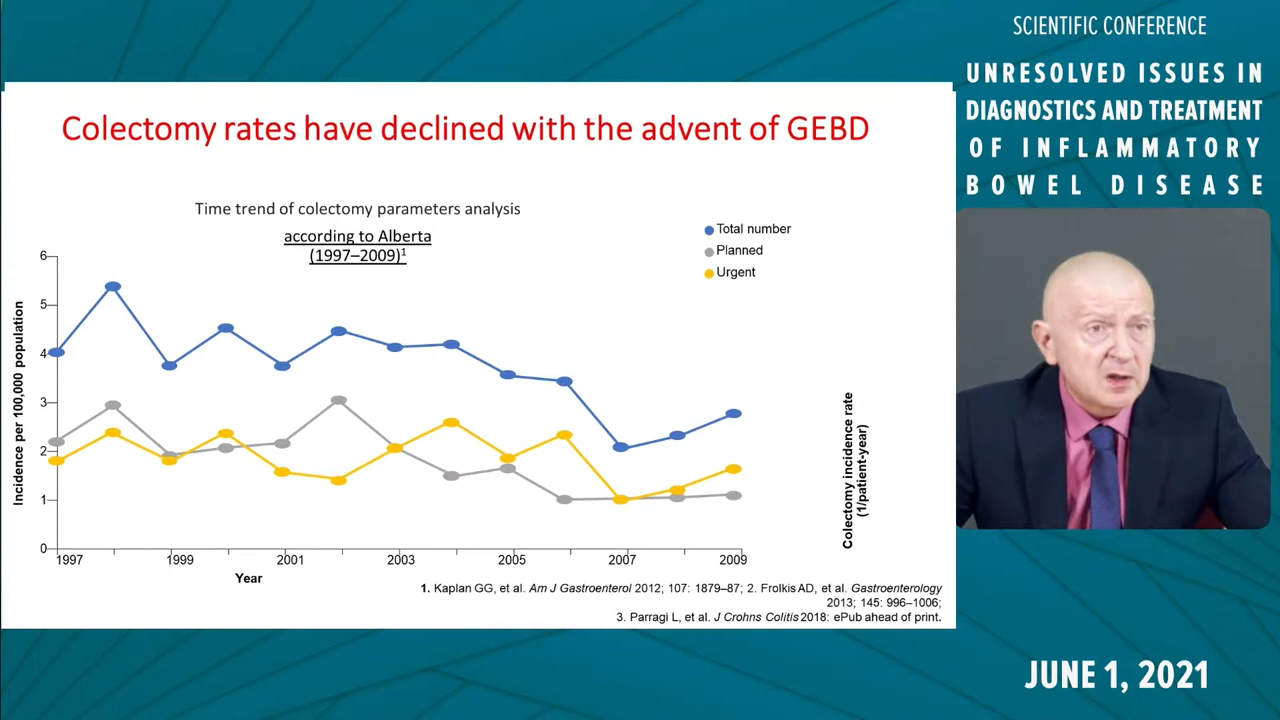 SCIENTIFIC CONFERENCE
UNRESOLVED ISSUES IN
DIAGNOSTICS AND TREATMENT
OF INFLAMMATORY
BOWEL DISEASE
Colectomy rates have declined with the advent of GEBD
Time trend of colectomy parameters analysis
according to Alberta
(1997–2009)1
Total number
Planned
Urgent
Incidence per 100,000 population
6
5
4
3
2
1
0
1997
1999
2001
2003
2005
2007
2009
Year
Colectomy incidence rate
(1/patient-year)
1. Kaplan GG, et al. Am J Gastroenterol 2012; 107: 1879–87; 2. Frolkis AD, et al. Gastroenterology
2013; 145: 996–1006;
3. Parragi L, et al. J Crohns Colitis 2018: ePub ahead of print.
JUNE 1, 2021